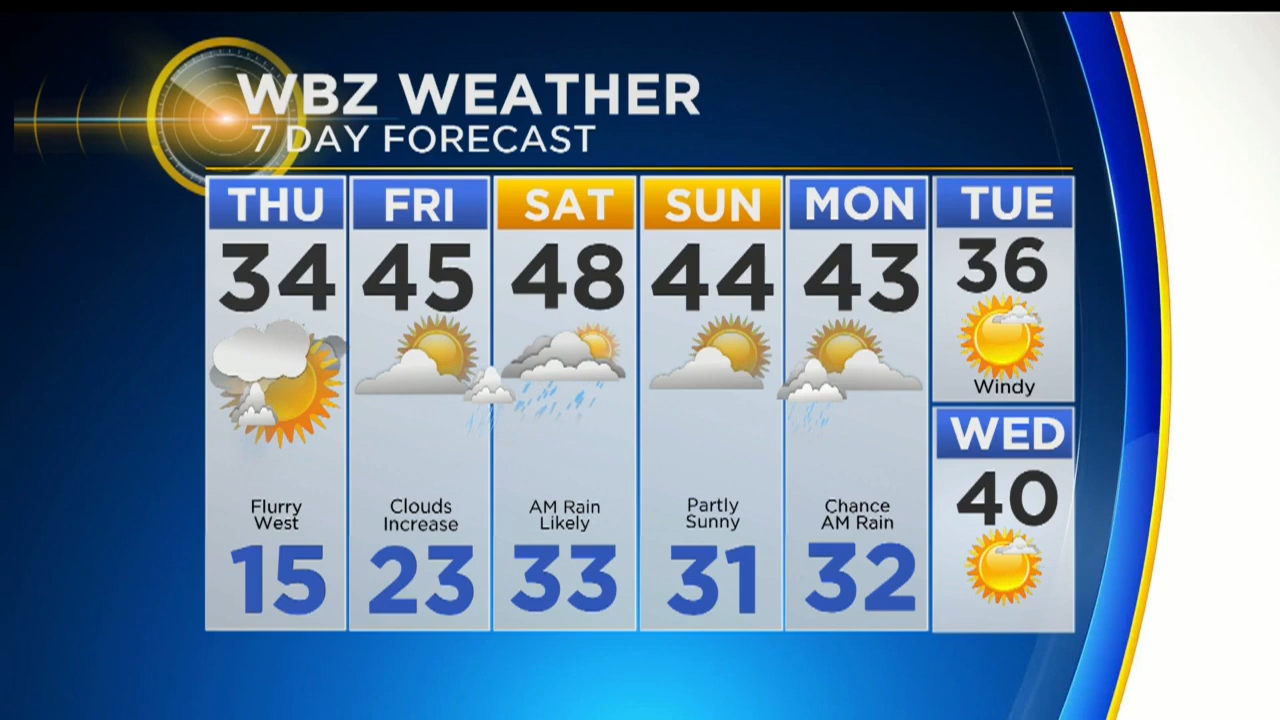 WBZ WEATHER
7 DAY FORECAST
THU
34
Flurry
West
15
FRI
45
Clouds
Increase
23
SAT
48
AM Rain
Likely
33
SUN
44
Partly
Sunny
31
MON
43
Chance
AM Rain
32
TUE
36
Windy
WED
40